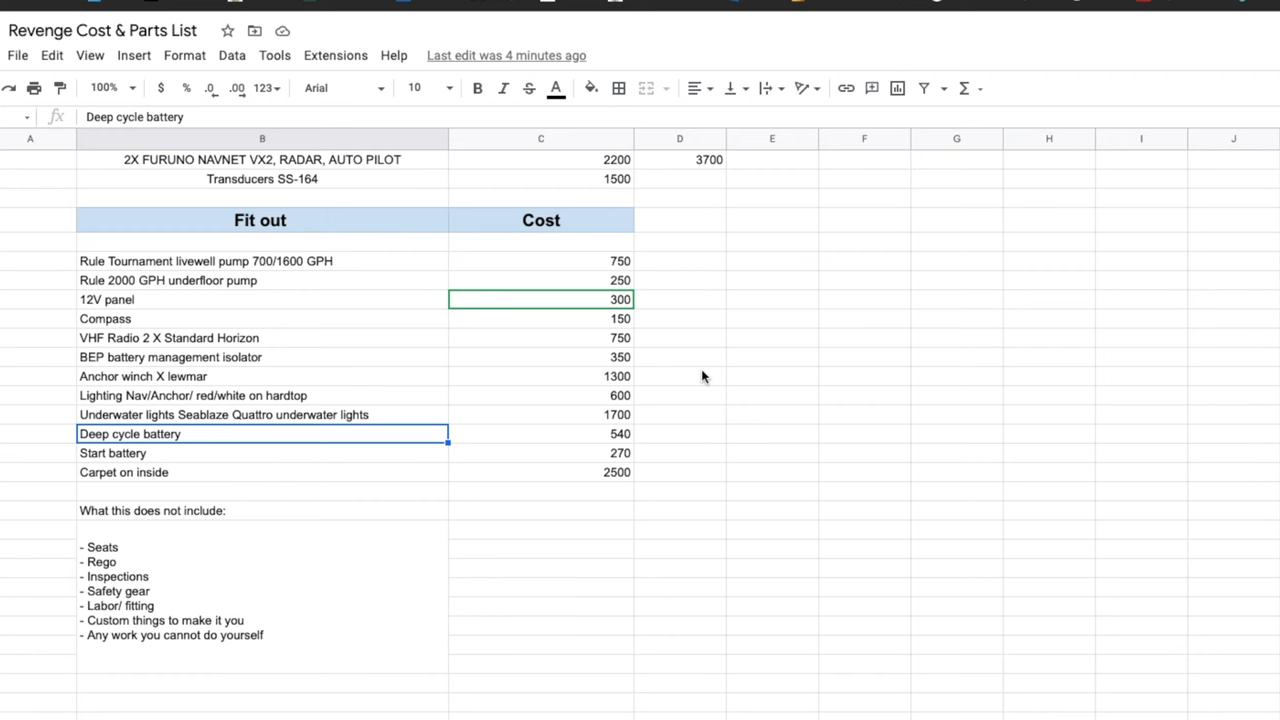 Revenge Cost & Parts List
File Edit View Insert Format Data Tools Extensions Help Last edit was 4 minutes ago
100% $ % .0 .00 123 Arial 10 B I S A Σ
fx Deep cycle battery
A B C D E F G H I J
2X FURUNO NAVNET VX2, RADAR, AUTO PILOT 2200 3700
Transducers SS-164 1500
Fit out Cost
Rule Tournament livewell pump 700/1600 GPH 750
Rule 2000 GPH underfloor pump 250
12V panel 300
Compass 150
VHF Radio 2 X Standard Horizon 750
BEP battery management isolator 350
Anchor winch X lewmar 1300
Lighting Nav/Anchor/ red/white on hardtop 600
Underwater lights Seablaze Quattro underwater lights 1700
Deep cycle battery 540
Start battery 270
Carpet on inside 2500
What this does not include:
- Seats
- Rego
- Inspections
- Safety gear
- Labor/ fitting
- Custom things to make it you
- Any work you cannot do yourself